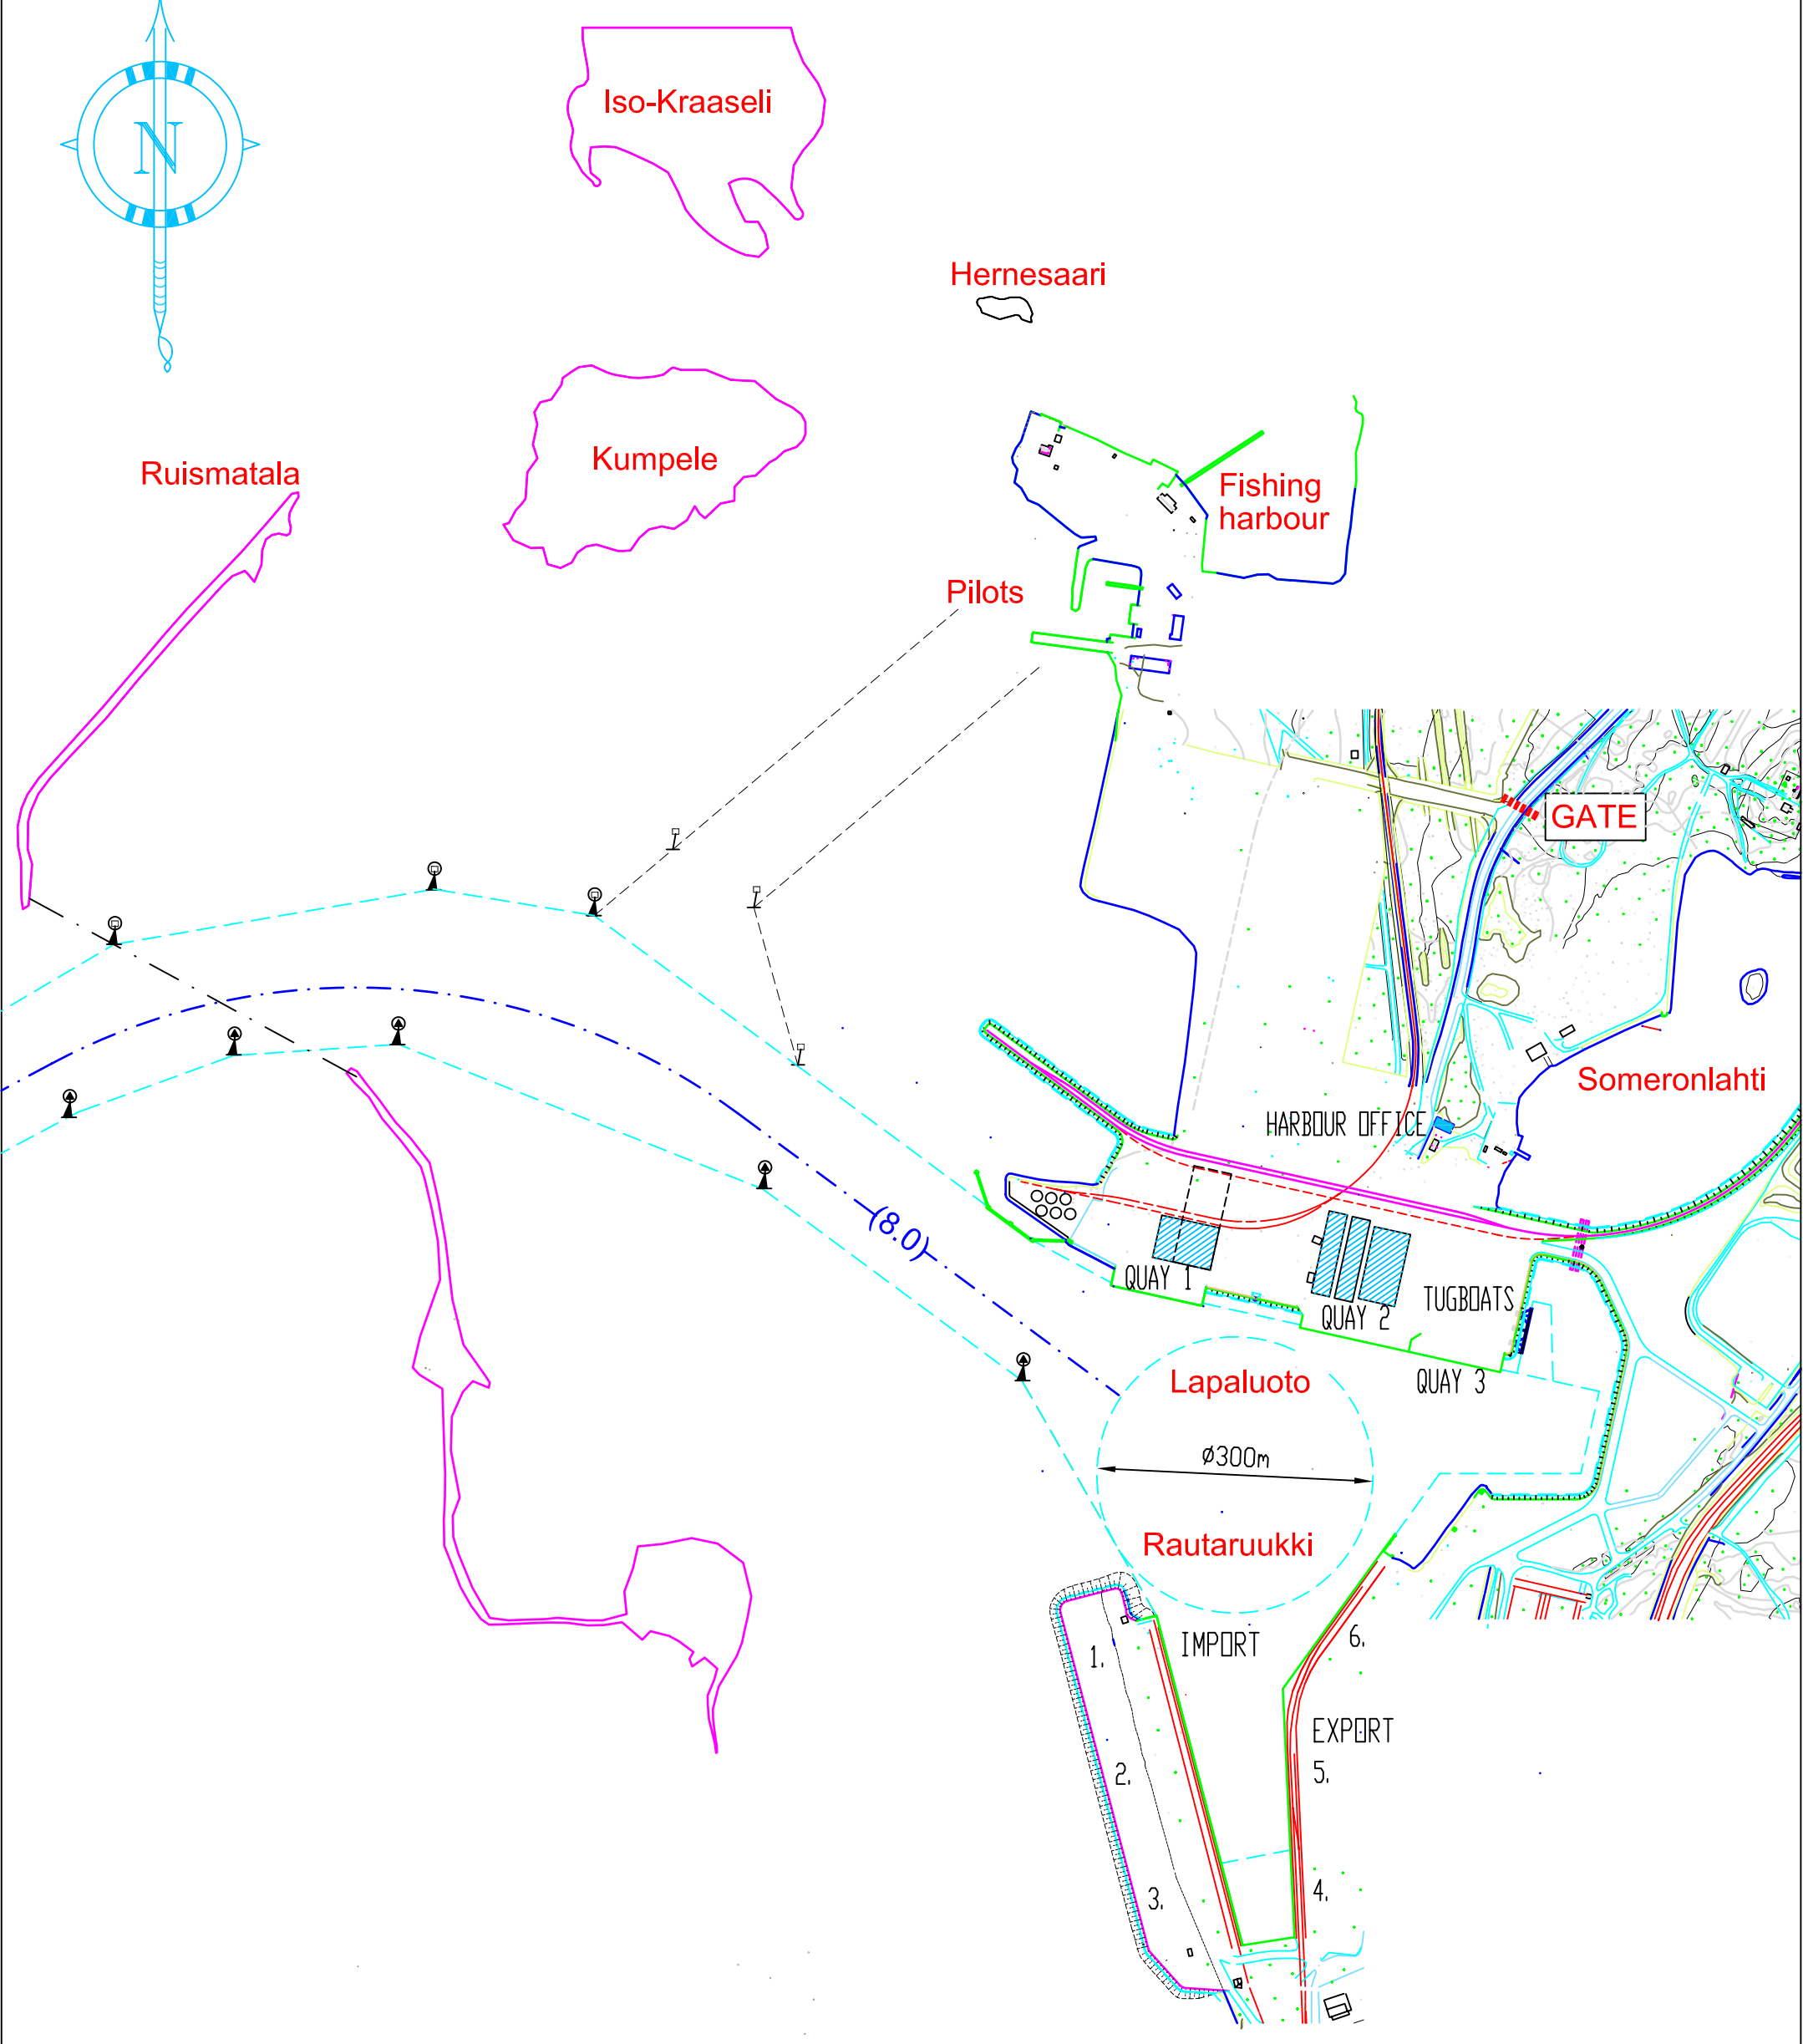 N
Iso-Kraaseli
Hernesaari
Kumpele
Ruismatala
Fishing
harbour
Pilots
GATE
Someronlahti
HARBOUR OFFICE
(8.0)
QUAY 1
QUAY 2
TUGBOATS
QUAY 3
Lapaluoto
Ø300m
Rautaruukki
IMPORT
6.
1.
EXPORT
5.
2.
4.
3.